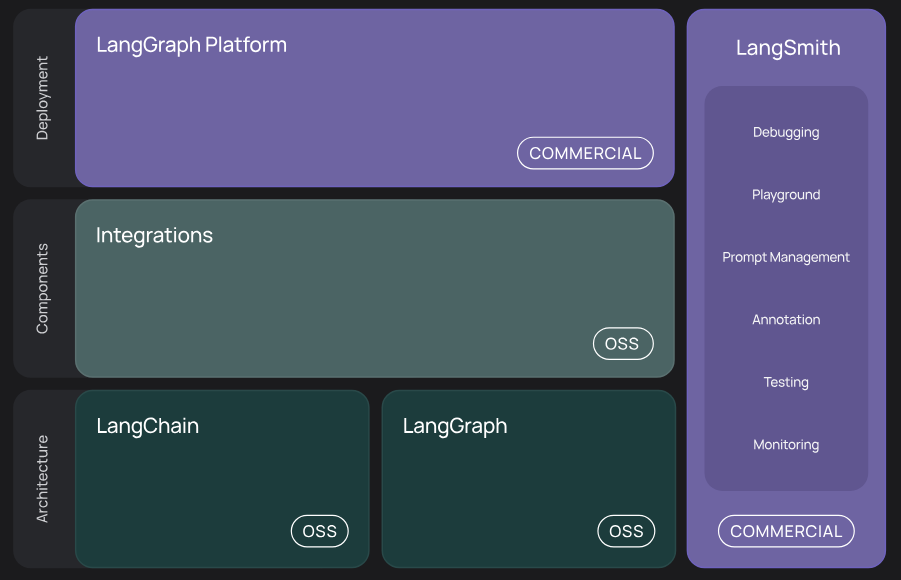 Deployment
LangGraph Platform
COMMERCIAL
Components
Integrations
OSS
Architecture
LangChain
OSS
LangGraph
OSS
LangSmith
Debugging
Playground
Prompt Management
Annotation
Testing
Monitoring
COMMERCIAL